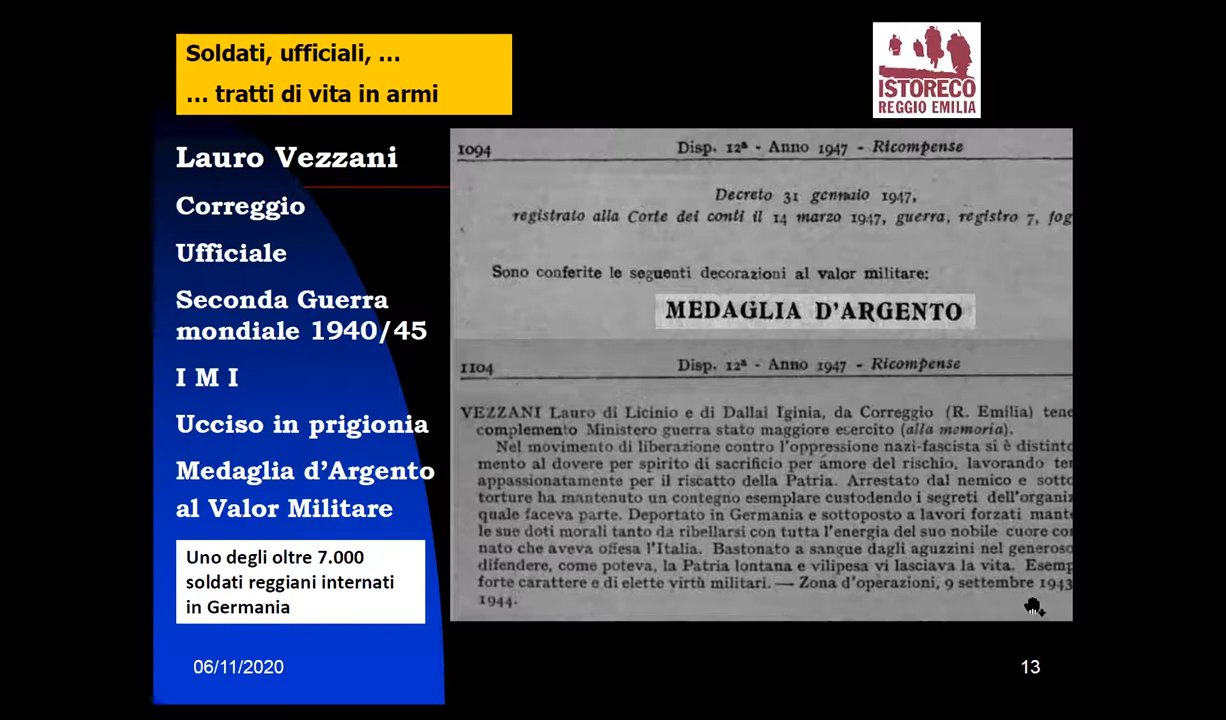 Soldati, ufficiali, ...
... tratti di vita in armi
ISTORECO
REGGIO EMILIA
Lauro Vezzani
Correggio
Ufficiale
Seconda Guerra
mondiale 1940/45
I M I
Ucciso in prigionia
Medaglia d'Argento
al Valor Militare
Uno degli oltre 7.000
soldati reggiani internati
in Germania
06/11/2020
1094 Disp. 12ª - Anno 1947 - Ricompense
Decreto 31 gennaio 1947,
registrato alla Corte dei conti il 14 marzo 1947, guerra, registro 7, fog
Sono conferite le seguenti decorazioni al valor militare:
MEDAGLIA D'ARGENTO
1104 Disp. 12ª - Anno 1947 - Ricompense
VEZZANI Lauro di Licinio e di Dallai Iginia, da Correggio (R. Emilia) tene
complemento Ministero guerra stato maggiore esercito (alla memoria).
Nel movimento di liberazione contro l'oppressione nazi-fascista si è distinto
mento al dovere per spirito di sacrificio per amore del rischio, lavorando ten
appassionatamente per il riscatto della Patria. Arrestato dal nemico e sotto
torture ha mantenuto un contegno esemplare custodendo i segreti dell'organiz
quale faceva parte. Deportato in Germania e sottoposto a lavori forzati mant
le sue doti morali tanto da ribellarsi con tutta l'energia del suo nobile cuore con
nato che aveva offesa l'Italia. Bastonato a sangue dagli aguzzini nel generoso
difendere, come poteva, la Patria lontana e vilipesa vi lasciava la vita. Esemp
forte carattere e di elette virtù militari. — Zona d'operazioni, 9 settembre 1943
1944.
13